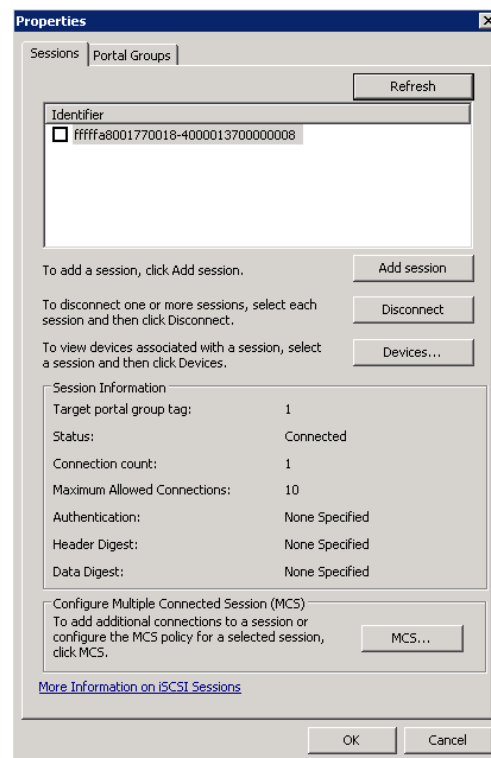 Properties
Sessions
Portal Groups
Refresh
Identifier
fffffa8001770018-4000013700000008
To add a session, click Add session.
Add session
To disconnect one or more sessions, select each
session and then click Disconnect.
Disconnect
To view devices associated with a session, select
a session and then click Devices.
Devices...
Session Information
Target portal group tag: 1
Status: Connected
Connection count: 1
Maximum Allowed Connections: 10
Authentication: None Specified
Header Digest: None Specified
Data Digest: None Specified
Configure Multiple Connected Session (MCS)
To add additional connections to a session or
configure the MCS policy for a selected session,
click MCS.
MCS...
More Information on iSCSI Sessions
OK
Cancel